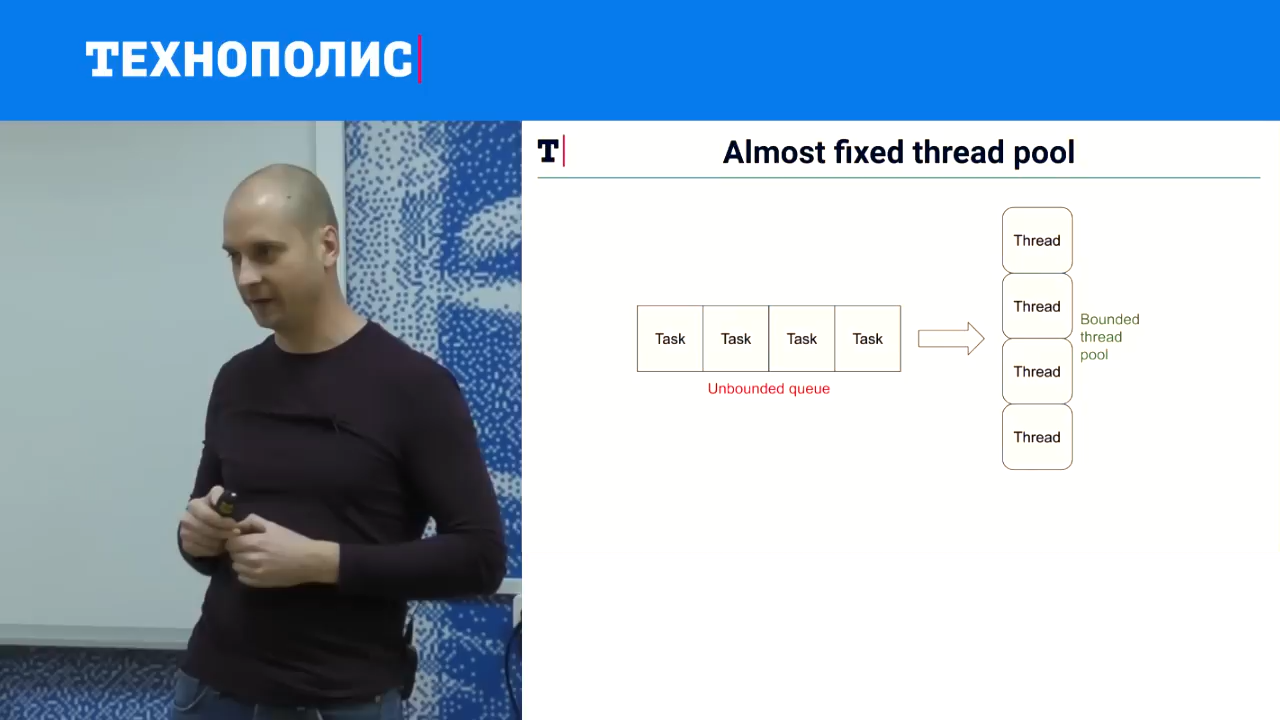 ТЕХНОПОЛИС
T
Almost fixed thread pool
Thread
Thread
Thread
Thread
Task Task Task Task
Unbounded queue
Bounded
thread
pool